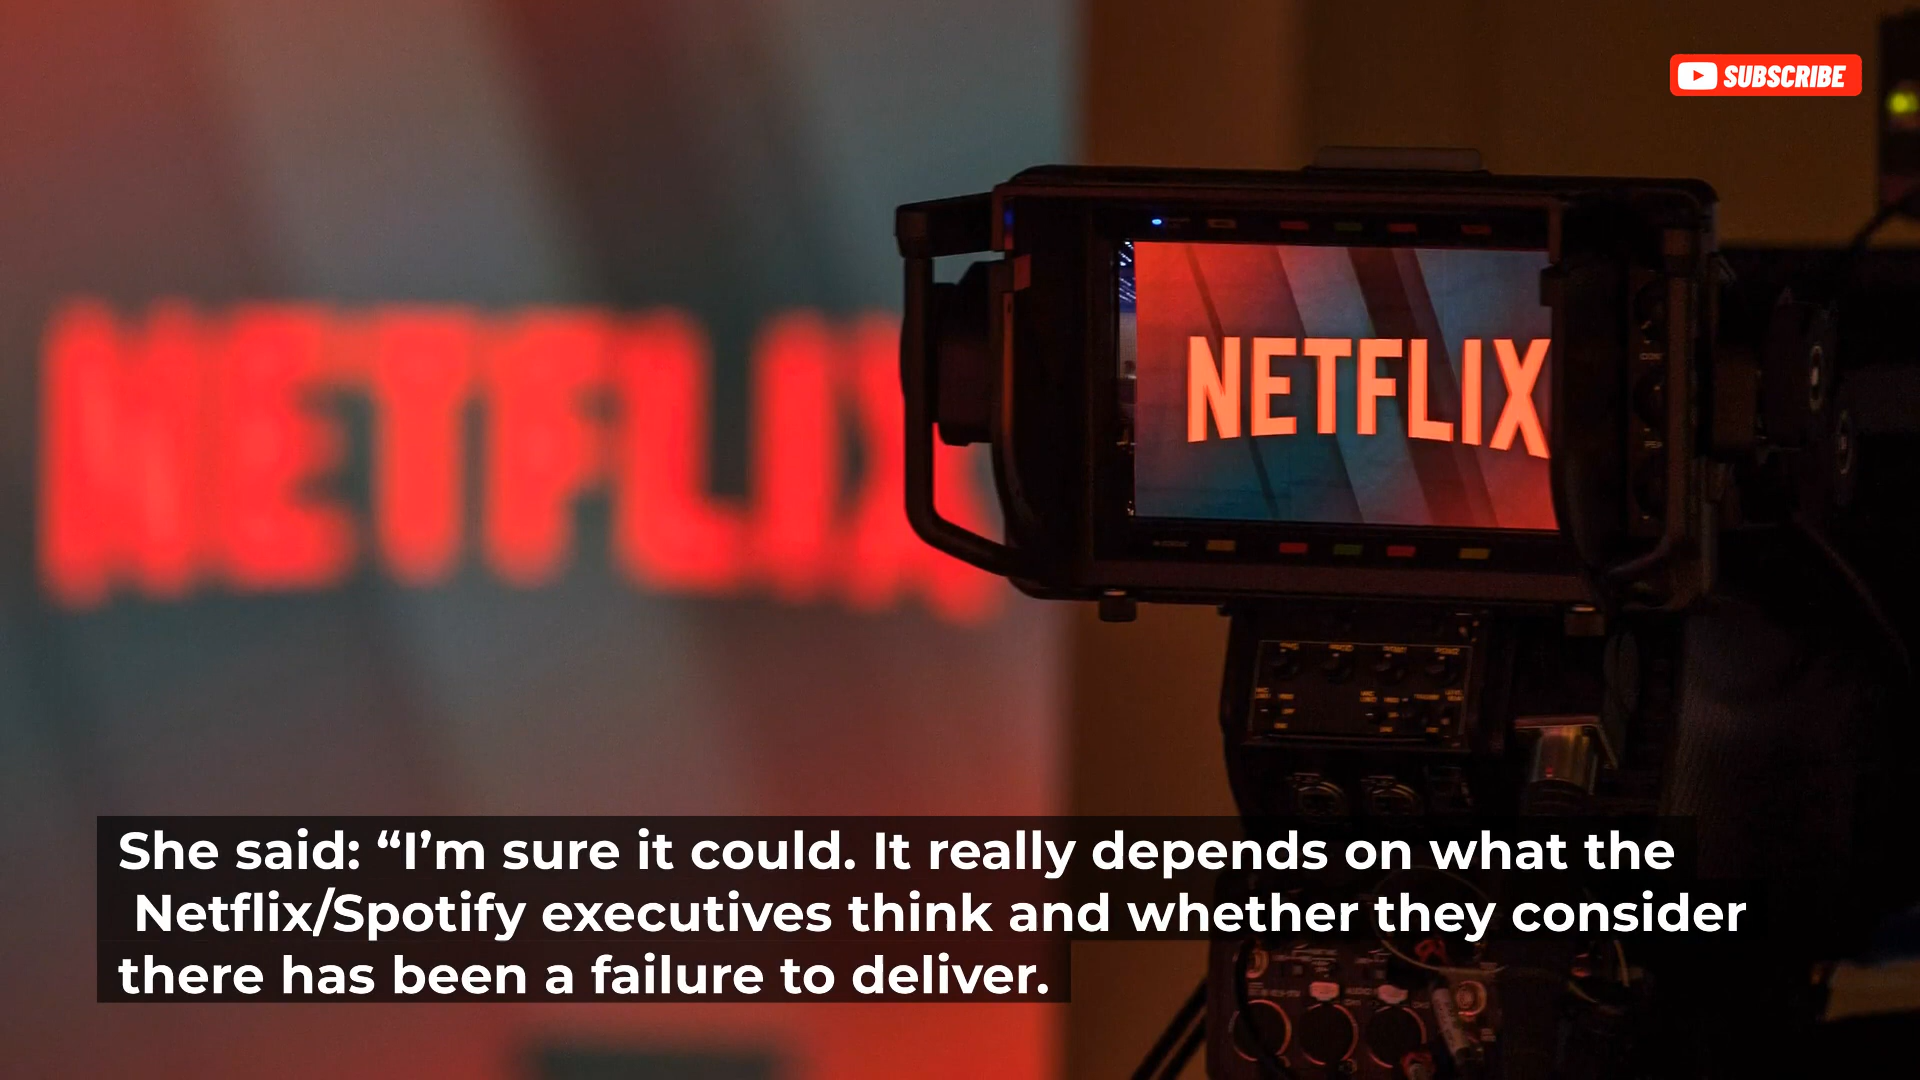 SUBSCRIBE
NETFLIX
NETFLIX
She said: “I’m sure it could. It really depends on what the
Netflix/Spotify executives think and whether they consider
there has been a failure to deliver.